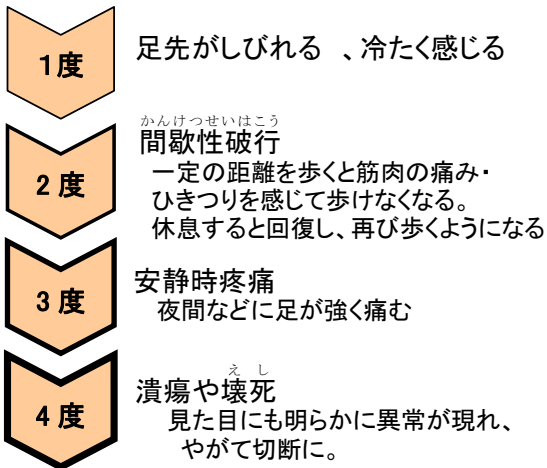 1度
足先がしびれる 、冷たく感じる
かんけつせいはこう
2度
間歇性破行
一定の距離を歩くと筋肉の痛み・
ひきつりを感じて歩けなくなる。
休息すると回復し、再び歩くようになる
3度
安静時疼痛
夜間などに足が強く痛む
えし
4度
潰瘍や壊死
見た目にも明らかに異常が現れ、
やがて切断に。